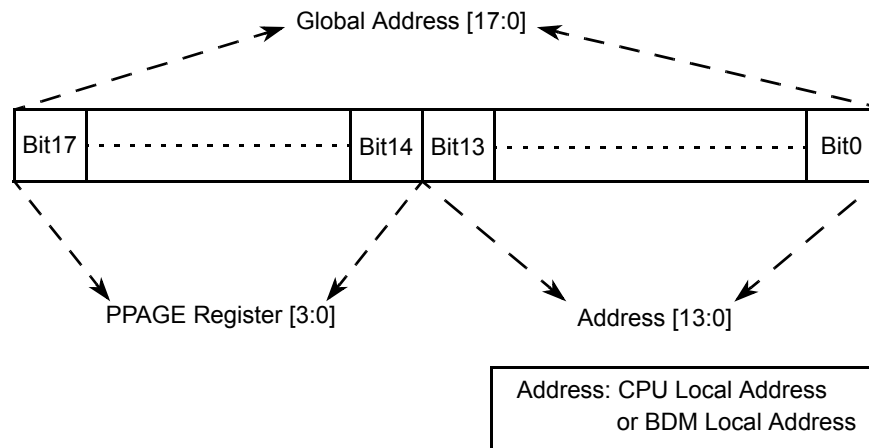 Global Address [17:0]
Bit17
Bit14
Bit13
Bit0
PPAGE Register [3:0]
Address [13:0]
Address: CPU Local Address
or BDM Local Address